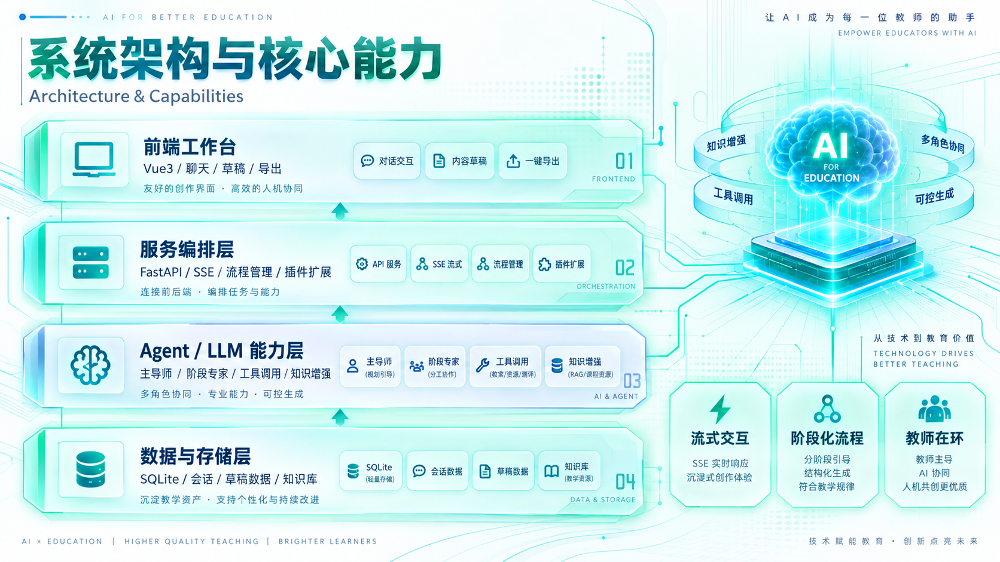 AI FOR BETTER EDUCATION
让AI成为每一位教师的助手
EMPOWER EDUCATORS WITH AI
系统架构与核心能力
Architecture & Capabilities
前端工作台
Vue3 / 聊天 / 草稿 / 导出
友好的创作界面 · 高效的人机协同
对话交互
内容草稿
一键导出
01
FRONTEND
服务编排层
FastAPI / SSE / 流程管理 / 插件扩展
连接前后端 · 编排任务与能力
API 服务
SSE 流式
流程管理
插件扩展
02
ORCHESTRATION
Agent / LLM 能力层
主导师 / 阶段专家 / 工具调用 / 知识增强
多角色协同 · 专业能力 · 可控生成
主导师
(规划引导)
阶段专家
(分工协作)
工具调用
(教案/资源/测评)
知识增强
(RAG/课程资源)
03
AI & AGENT
数据与存储层
SQLite / 会话 / 草稿数据 / 知识库
沉淀教学资产 · 支持个性化与持续改进
SQLite
(轻量存储)
会话数据
草稿数据
知识库
(教学资源)
04
DATA & STORAGE
知识增强
多角色协同
工具调用
可控生成
AI
FOR
EDUCATION
从技术到教育价值
TECHNOLOGY DRIVES
BETTER TEACHING
流式交互
SSE 实时响应
沉浸式创作体验
阶段化流程
分阶段引导
结构化生成
符合教学规律
教师在环
教师主导
AI 协同
人机共创更优质
AI × EDUCATION | HIGHER QUALITY TEACHING | BRIGHTER LEARNERS
技术赋能教育 · 创新点亮未来